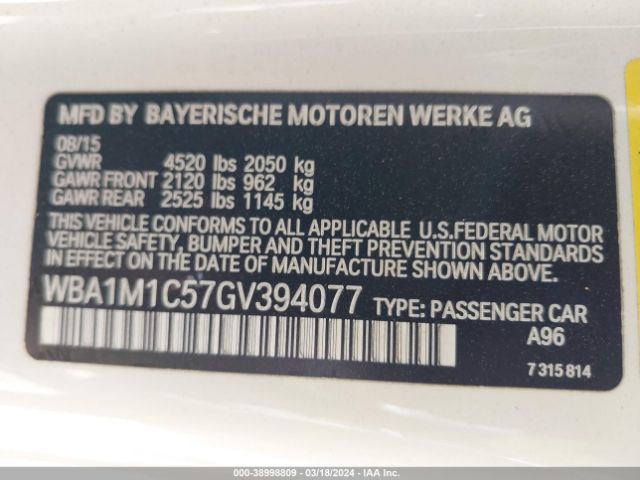 MFD BY BAYERISCHE MOTOREN WERKE AG
08/15
GVWR 4520 lbs 2050 kg
GAWR FRONT 2120 lbs 962 kg
GAWR REAR 2525 lbs 1145 kg
THIS VEHICLE CONFORMS TO ALL APPLICABLE U.S.FEDERAL MOTOR
VEHICLE SAFETY, BUMPER AND THEFT PREVENTION STANDARDS
IN EFFECT ON THE DATE OF MANUFACTURE SHOWN ABOVE.
WBA1M1C57GV394077 TYPE: PASSENGER CAR
A96
7 315 814
000-38998809 - 03/18/2024 - IAA Inc.